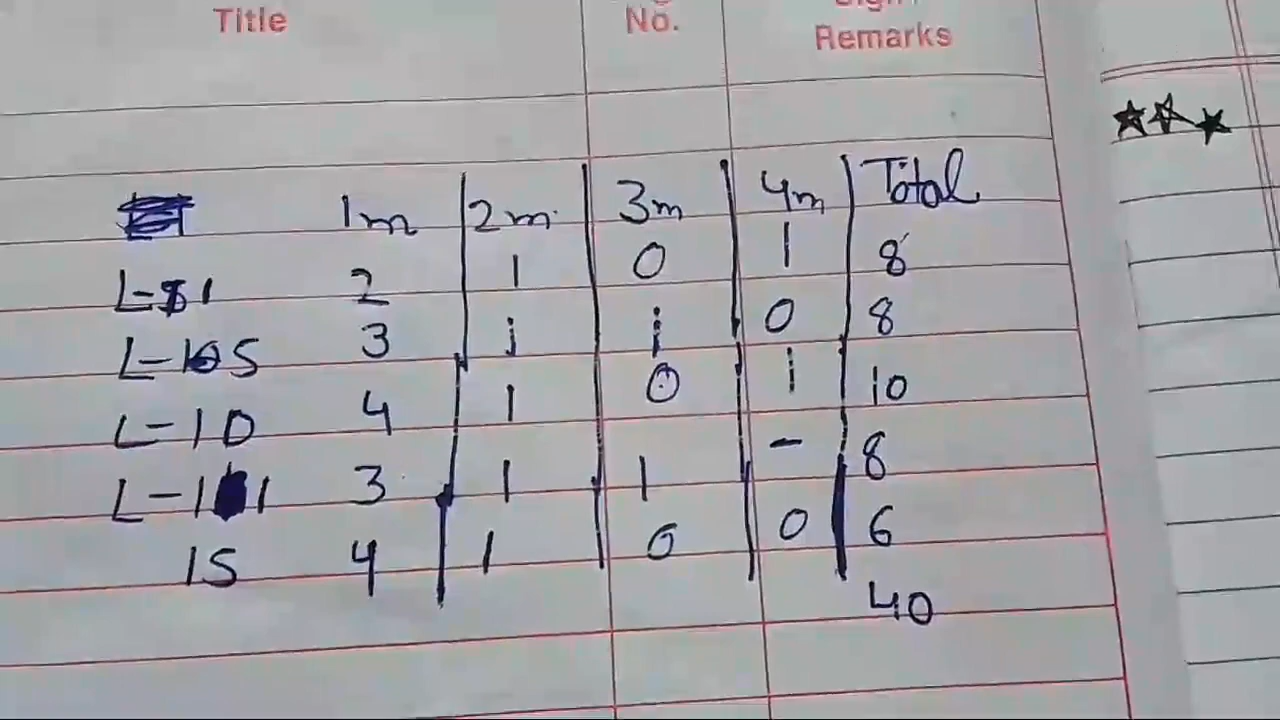 Title No. Remarks
1m 2m 3m 4m Total
L-1 2 1 0 1 8
L-5 3 1 1 0 8
L-10 4 1 0 1 10
L-11 3 1 1 - 8
15 4 1 0 0 6
40